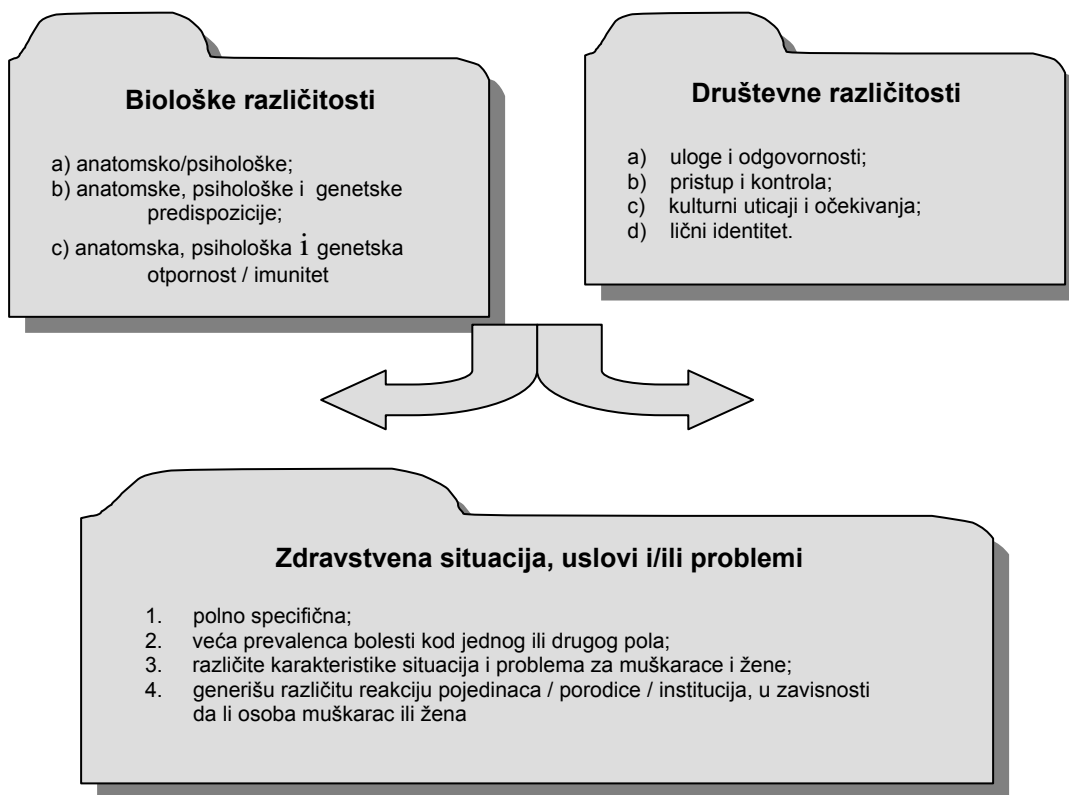 Biološke različitosti
a) anatomsko/psihološke;
b) anatomske, psihološke i genetske
predispozicije;
c) anatomska, psihološka i genetska
otpornost / imunitet
Društevne različitosti
a) uloge i odgovornosti;
b) pristup i kontrola;
c) kulturni uticaji i očekivanja;
d) lični identitet.
Zdravstvena situacija, uslovi i/ili problemi
1. polno specifična;
2. veća prevalenca bolesti kod jednog ili drugog pola;
3. različite karakteristike situacija i problema za muškarace i žene;
4. generišu različitu reakciju pojedinaca / porodice / institucija, u zavisnosti
da li osoba muškarac ili žena